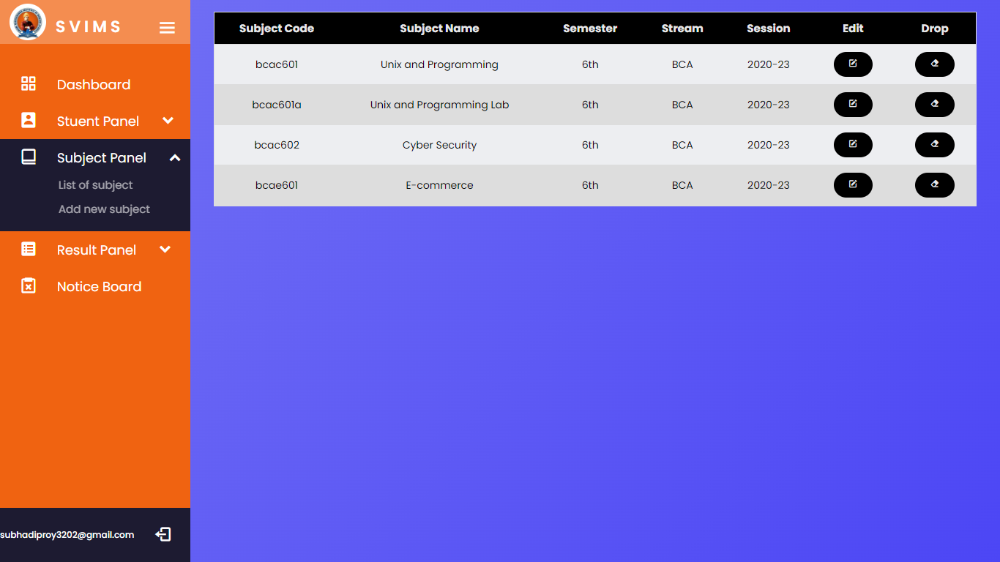 SVIMS
Dashboard
Stuent Panel
Subject Panel
List of subject
Add new subject
Result Panel
Notice Board
subhadiproy3202@gmail.com
Subject Code Subject Name Semester Stream Session Edit Drop
bcac601 Unix and Programming 6th BCA 2020-23
bcac601a Unix and Programming Lab 6th BCA 2020-23
bcac602 Cyber Security 6th BCA 2020-23
bcae601 E-commerce 6th BCA 2020-23